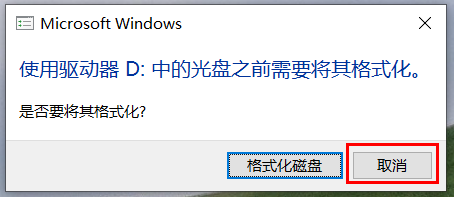 Microsoft Windows
使用驱动器 D: 中的光盘之前需要将其格式化。
是否要将其格式化?
格式化磁盘
取消